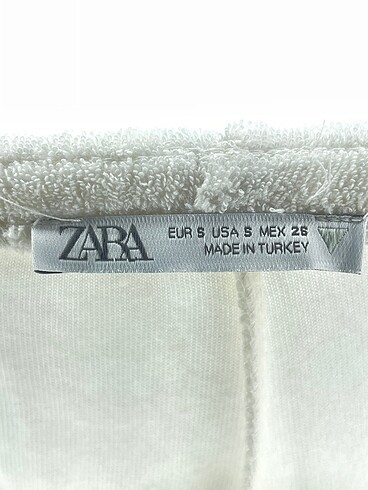 ZARA
EUR S USA S MEX 26
MADE IN TURKEY